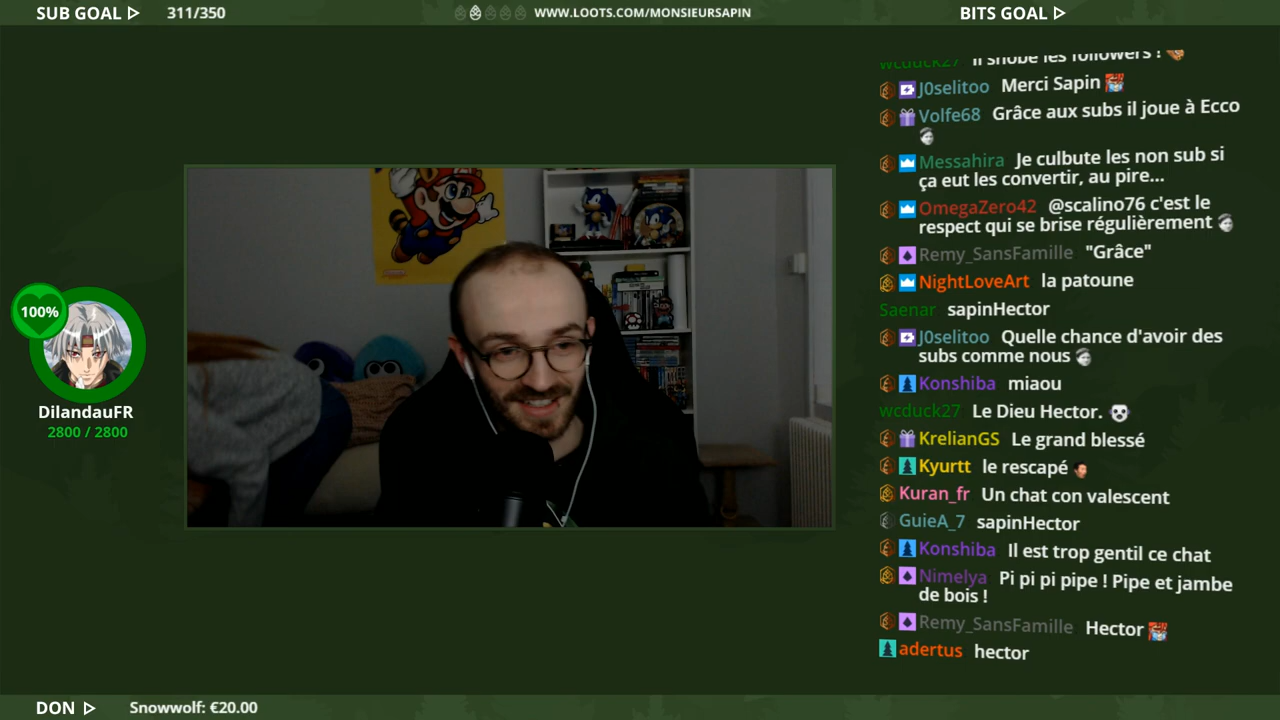 SUB GOAL 311/350 WWW.LOOTS.COM/MONSIEURSAPIN BITS GOAL
100%
DilandauFR
2800 / 2800
wcduck27 Il snobe les followers !
J0selitoo Merci Sapin
Volfe68 Grâce aux subs il joue à Ecco
Messahira Je culbute les non sub si
ça eut les convertir, au pire...
OmegaZero42 @scalino76 c'est le
respect qui se brise régulièrement
Remy_SansFamille "Grâce"
NightLoveArt la patoune
Saenar sapinHector
J0selitoo Quelle chance d'avoir des
subs comme nous
Konshiba miaou
wcduck27 Le Dieu Hector.
KrelianGS Le grand blessé
Kyurtt le rescapé
Kuran_fr Un chat con valescent
GuieA_7 sapinHector
Konshiba Il est trop gentil ce chat
Nimelya Pi pi pi pipe ! Pipe et jambe
de bois !
Remy_SansFamille Hector
adertus hector
DON Snowwolf: €20.00